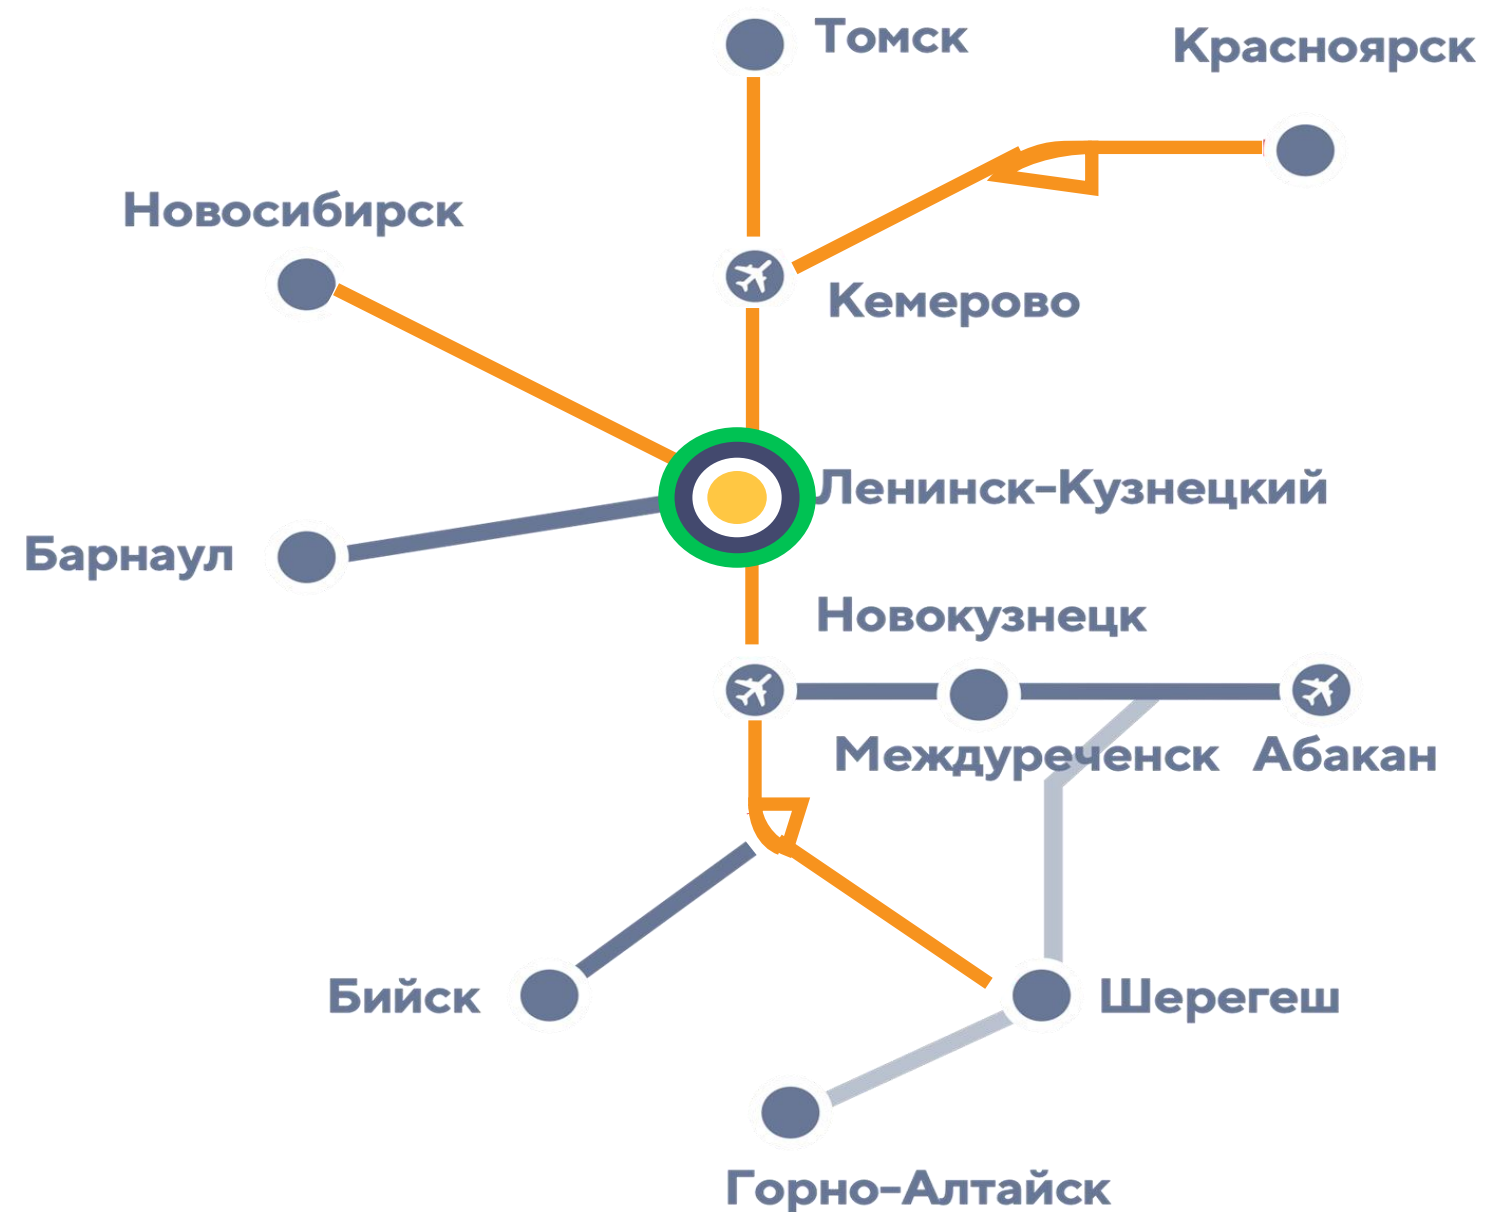 Томск
Красноярск
Новосибирск
Кемерово
Ленинск-Кузнецкий
Барнаул
Новокузнецк
Междуреченск
Абакан
Бийск
Шерегеш
Горно-Алтайск